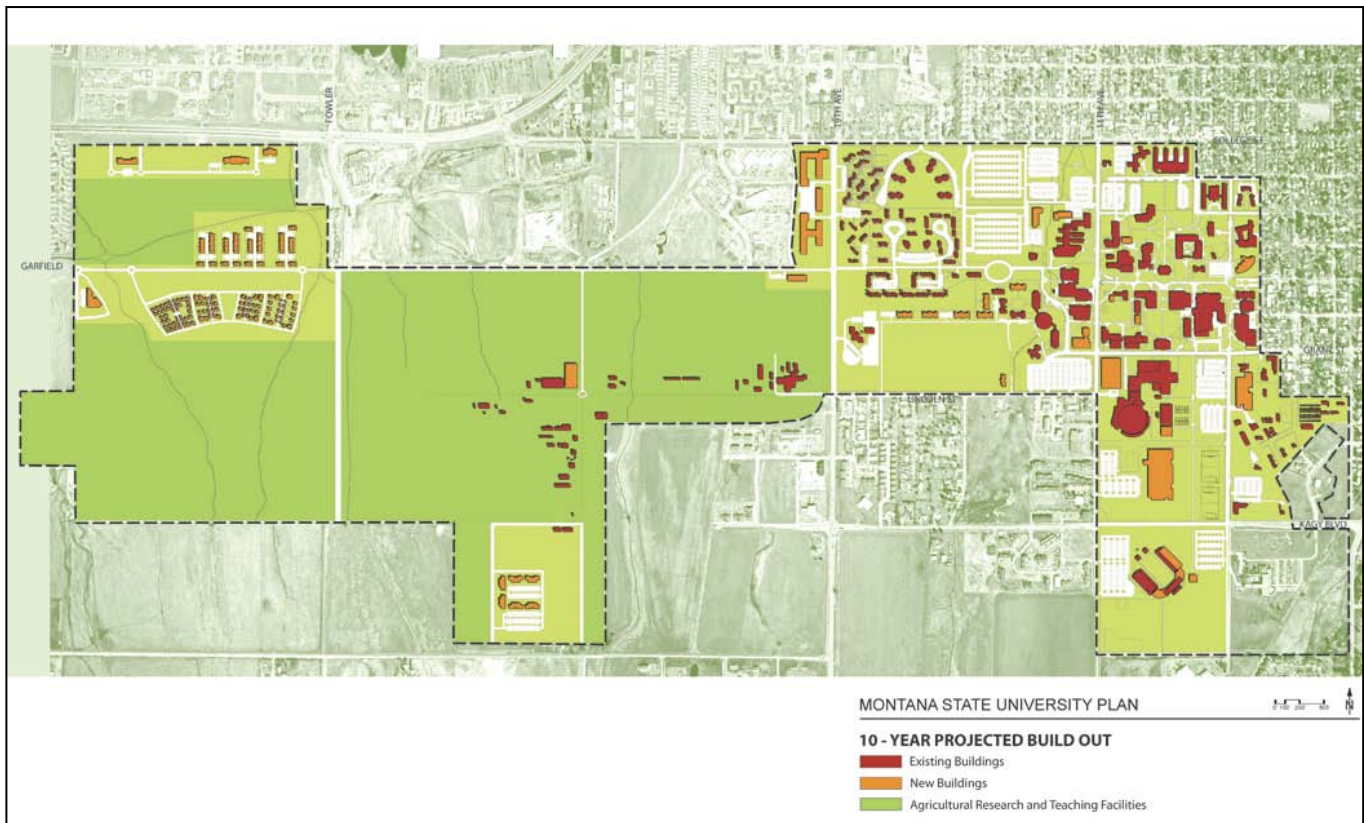 FOWLER
19TH AVE
11TH AVE
COLLEGE ST
GARFIELD
GRANT ST
LINCOLN ST
KAGY BLVD
MONTANA STATE UNIVERSITY PLAN
N
10 - YEAR PROJECTED BUILD OUT
Existing Buildings
New Buildings
Agricultural Research and Teaching Facilities